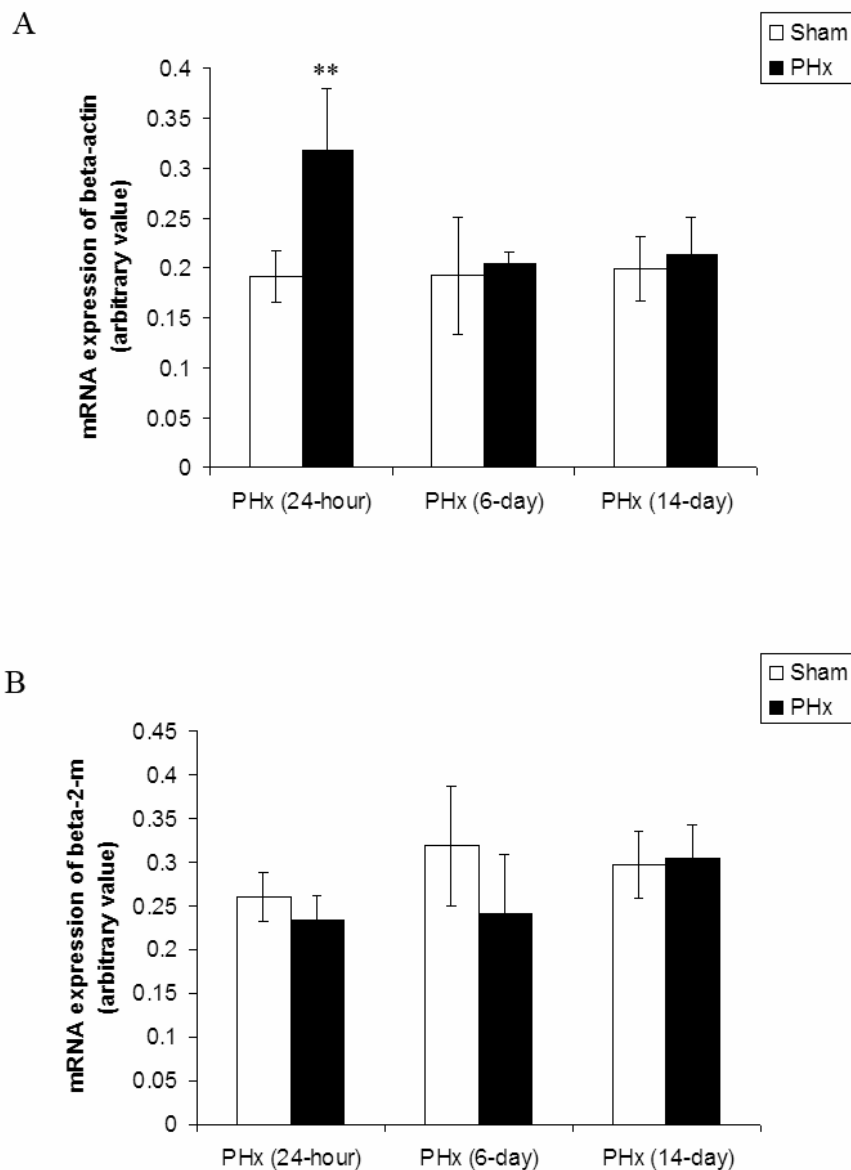 A
Sham
PHx
**
0.4
0.35
0.3
0.25
0.2
0.15
0.1
0.05
0
mRNA expression of beta-actin
(arbitrary value)
PHx (24-hour) PHx (6-day) PHx (14-day)
B
Sham
PHx
0.45
0.4
0.35
0.3
0.25
0.2
0.15
0.1
0.05
0
mRNA expression of beta-2-m
(arbitrary value)
PHx (24-hour) PHx (6-day) PHx (14-day)